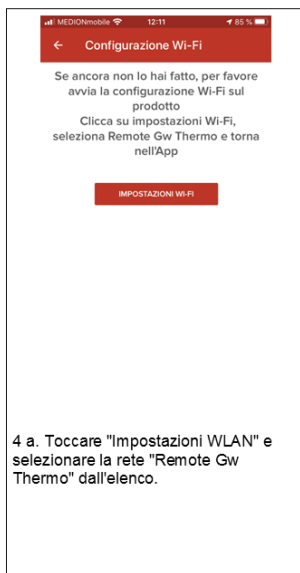 MEDIONmobile 12:11 85 %
Configurazione Wi-Fi
Se ancora non lo hai fatto, per favore
avvia la configurazione Wi-Fi sul
prodotto
Clicca su impostazioni Wi-Fi,
seleziona Remote Gw Thermo e torna
nell'App
IMPOSTAZIONI WI-FI
4 a. Toccare "Impostazioni WLAN" e
selezionare la rete "Remote Gw
Thermo" dall'elenco.